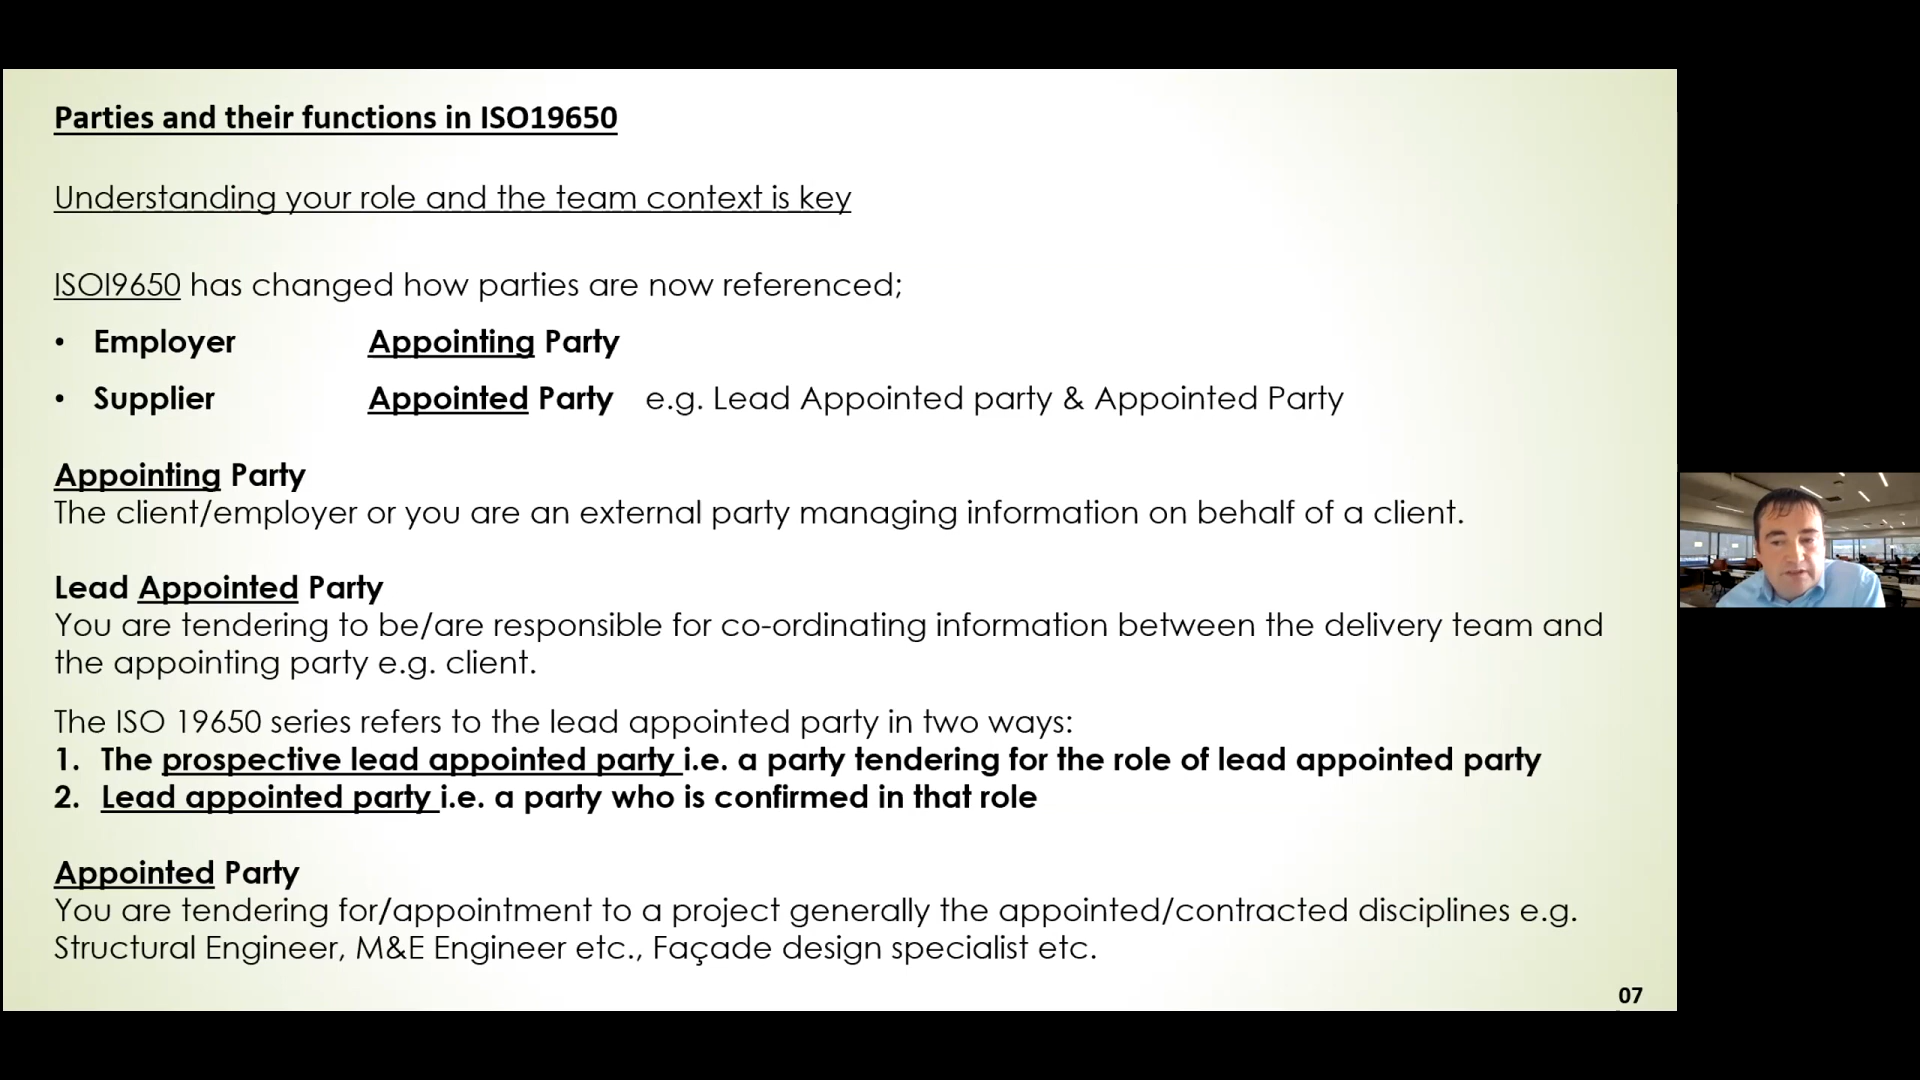 Parties and their functions in ISO19650
Understanding your role and the team context is key
ISOI9650 has changed how parties are now referenced;
• Employer Appointing Party
• Supplier Appointed Party e.g. Lead Appointed party & Appointed Party
Appointing Party
The client/employer or you are an external party managing information on behalf of a client.
Lead Appointed Party
You are tendering to be/are responsible for co-ordinating information between the delivery team and
the appointing party e.g. client.
The ISO 19650 series refers to the lead appointed party in two ways:
1. The prospective lead appointed party i.e. a party tendering for the role of lead appointed party
2. Lead appointed party i.e. a party who is confirmed in that role
Appointed Party
You are tendering for/appointment to a project generally the appointed/contracted disciplines e.g.
Structural Engineer, M&E Engineer etc., Façade design specialist etc.
07